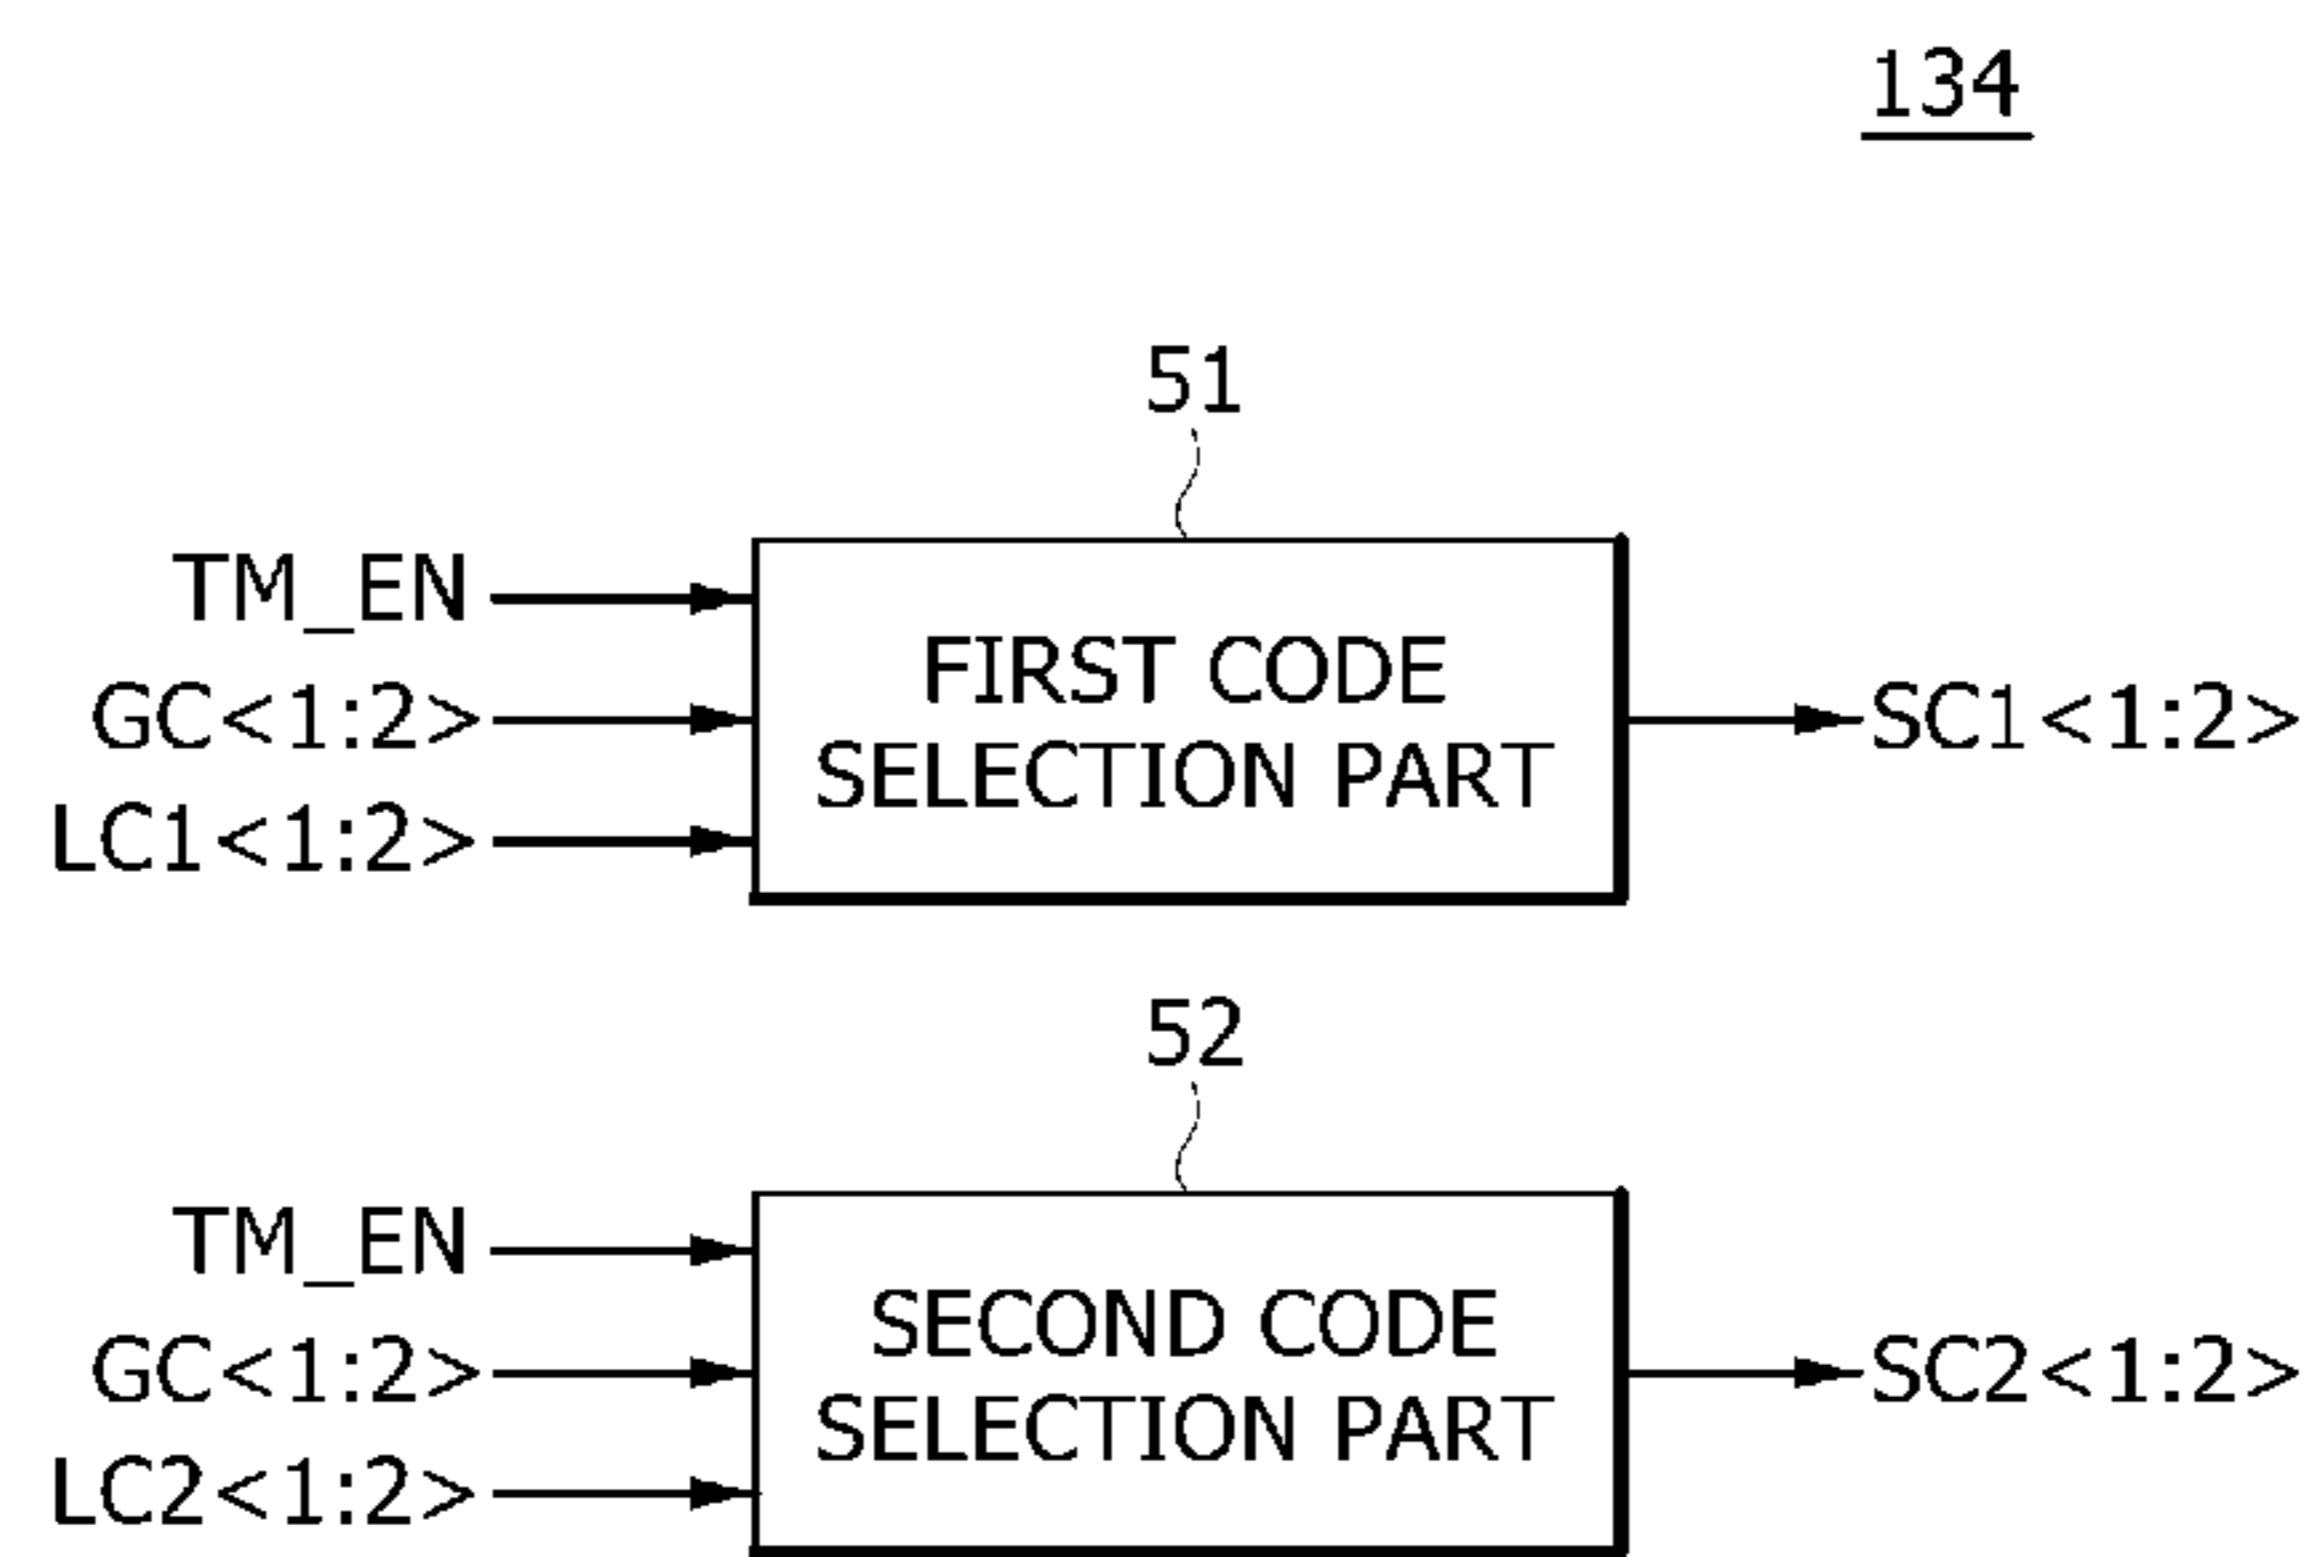 134
51
TM_EN
GC<1:2>
LC1<1:2>
FIRST CODE
SELECTION PART
SC1<1:2>
52
TM_EN
GC<1:2>
LC2<1:2>
SECOND CODE
SELECTION PART
SC2<1:2>